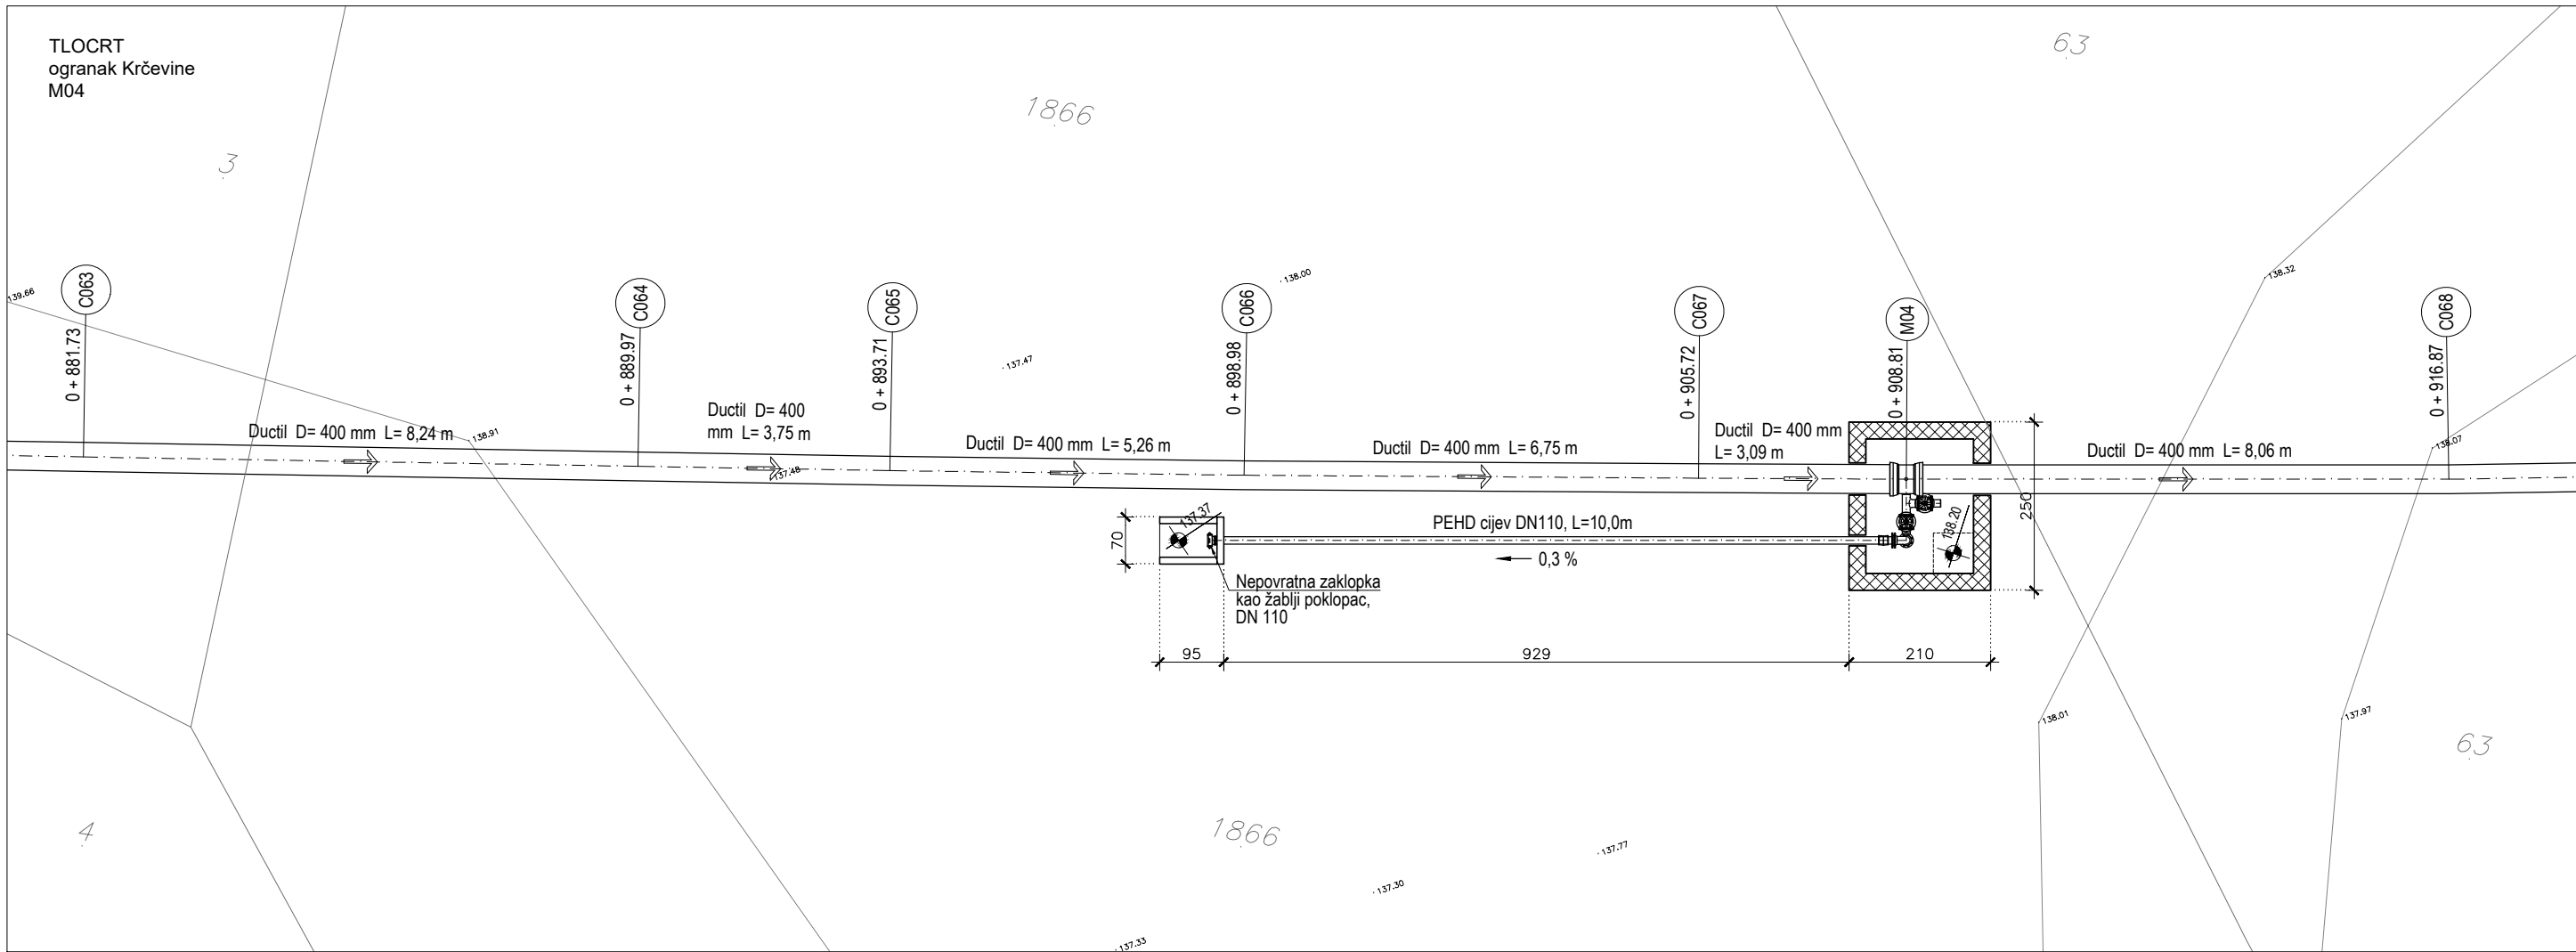 TLOCRT
ogranak Krčevine
M04
63
1866
3
139.66
C063
0 + 881.73
C064
0 + 889.97
C065
0 + 893.71
C066
0 + 898.98
138.00
137.47
C067
0 + 905.72
M04
0 + 908.81
138.32
C068
0 + 916.87
Ductil D= 400 mm L= 8,24 m
138.91
Ductil D= 400
mm L= 3,75 m
137.48
Ductil D= 400 mm L= 5,26 m
Ductil D= 400 mm L= 6,75 m
Ductil D= 400 mm
L= 3,09 m
Ductil D= 400 mm L= 8,06 m
138.07
250
70
137.37
PEHD cijev DN110, L=10,0m
0,3 %
138.20
Nepovratna zaklopka
kao žablji poklopac,
DN 110
95
929
210
138.01
137.97
63
4
1866
137.77
137.30
137.33